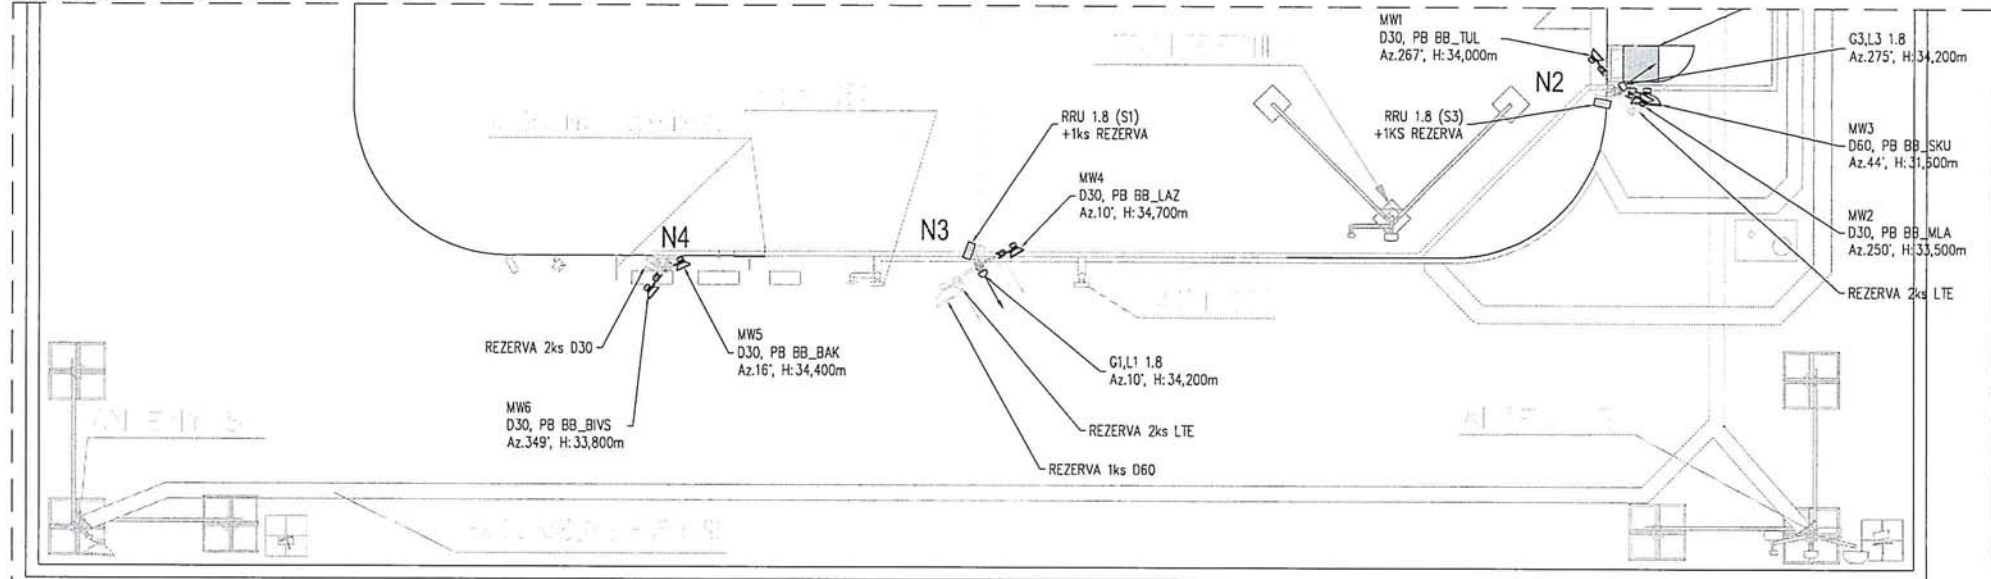 MW1
D30, PB BB_TUL
Az.267°, H:34,000m
G3,L3 1.8
Az.275°, H:34,200m
N2
RRU 1.8 (S1)
+1ks REZERVA
RRU 1.8 (S3)
+1KS REZERVA
MW3
D60, PB BB_SKU
Az.44°, H:31,600m
MW4
D30, PB BB_LAZ
Az.10°, H:34,700m
MW2
D30, PB BB_MLA
Az.250°, H:33,500m
N4
N3
REZERVA 2ks LTE
REZERVA 2ks D30
MW5
D30, PB BB_BAK
Az.16°, H:34,400m
G1,L1 1.8
Az.10°, H:34,200m
MW6
D30, PB BB_BIVS
Az.349°, H:33,800m
REZERVA 2ks LTE
REZERVA 1ks D60